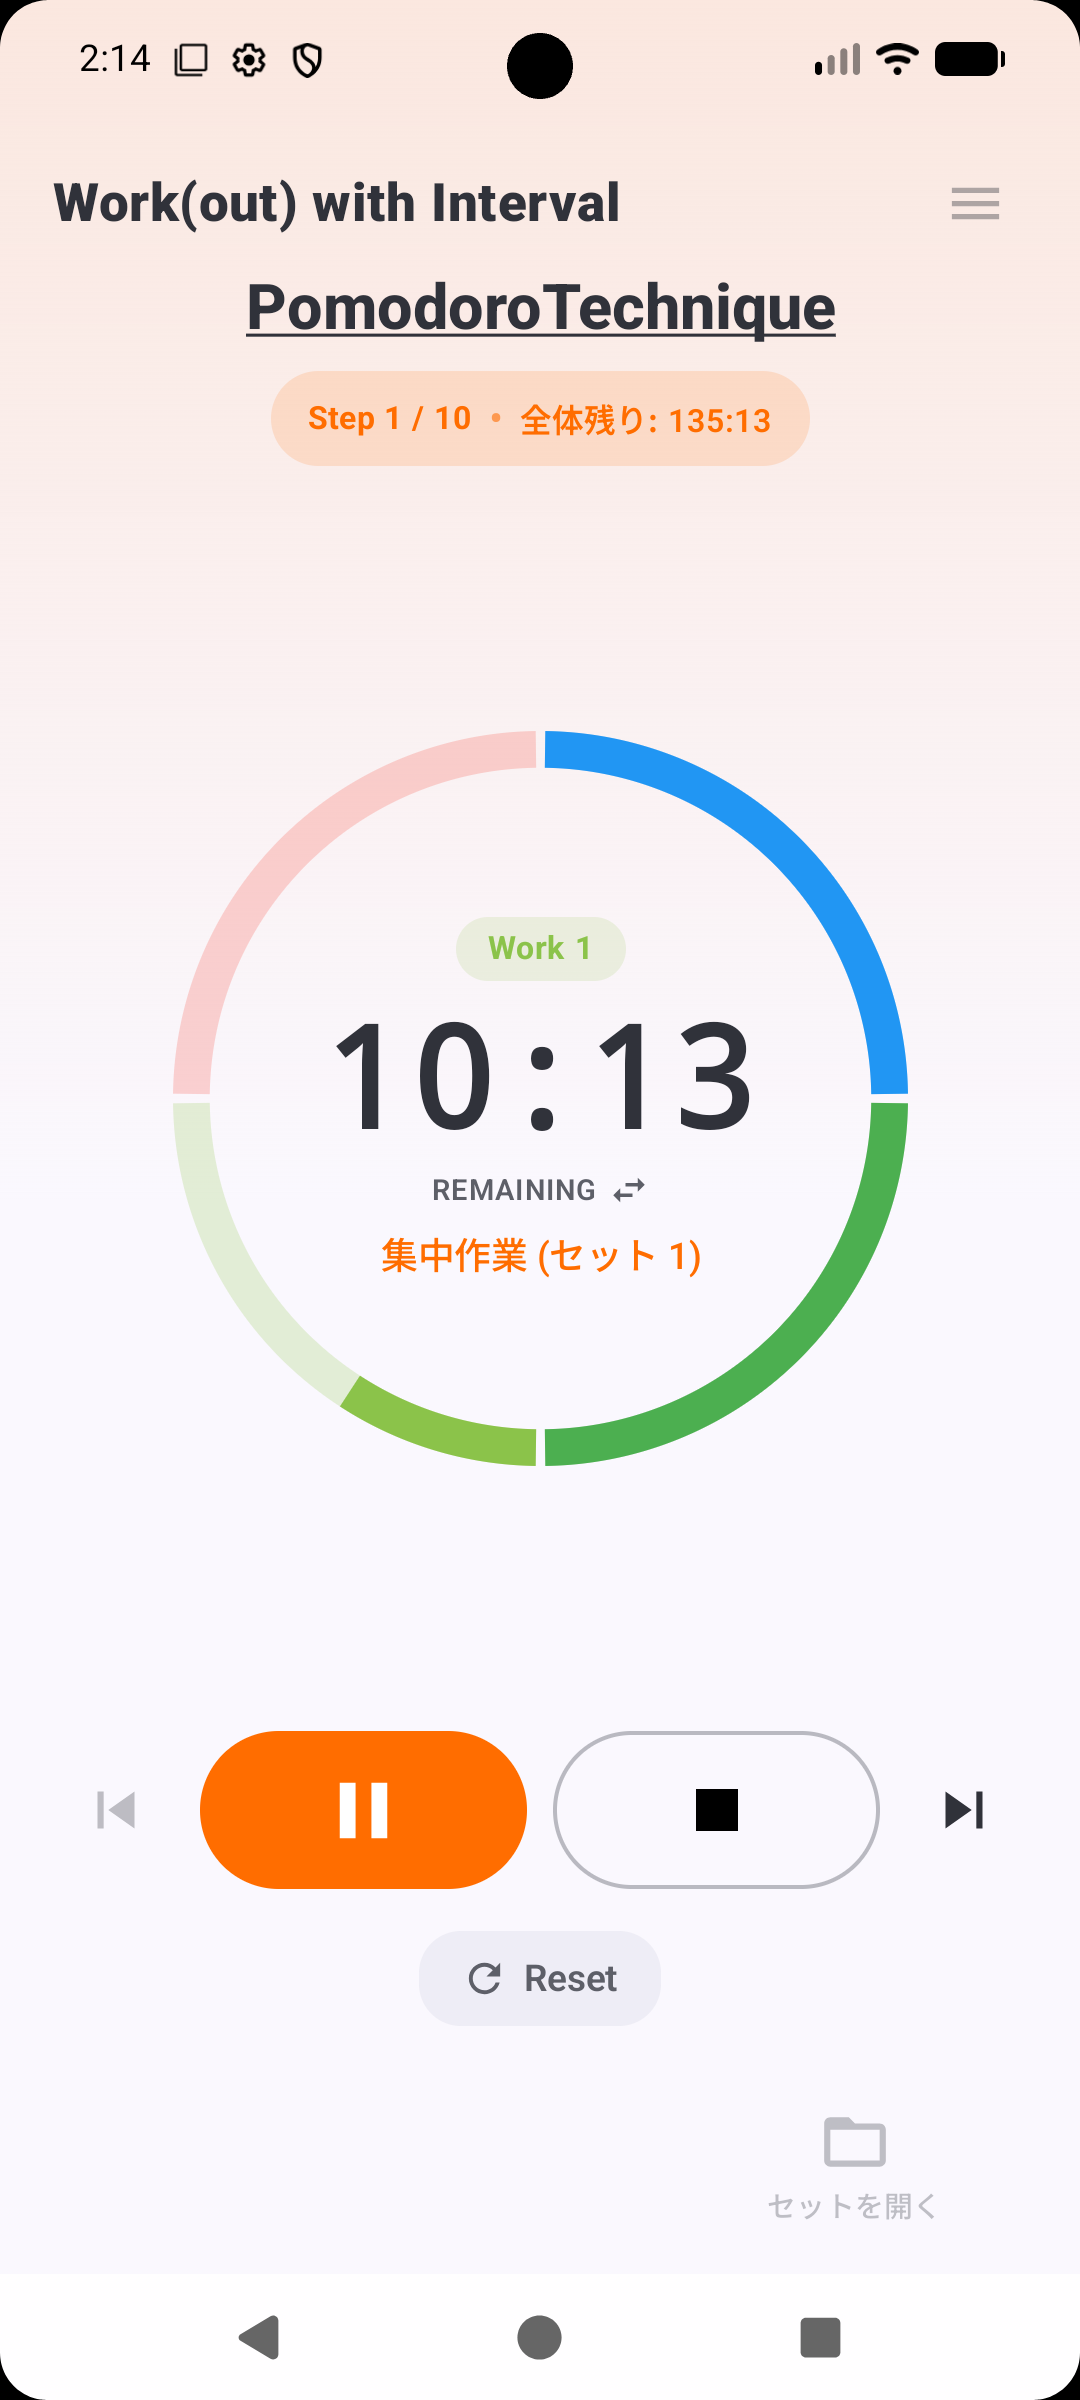 2:14
Work(out) with Interval
PomodoroTechnique
Step 1 / 10 • 全体残り: 135:13
Work 1
10:13
REMAINING
集中作業 (セット 1)
Reset
セットを開く